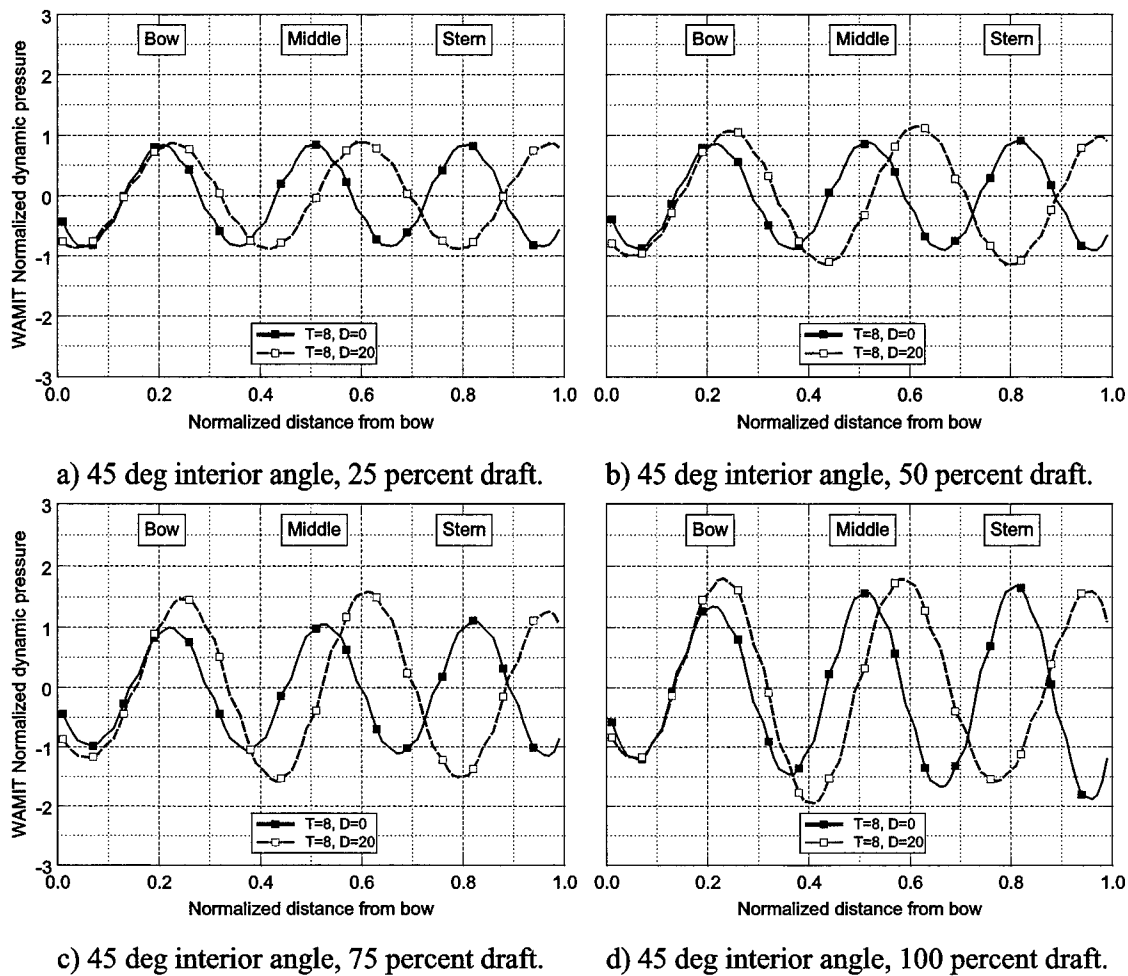 WAMIT Normalized dynamic pressure
3
2
1
0
-1
-2
-3
Bow
Middle
Stern
T=8, D=0
T=8, D=20
0.0 0.2 0.4 0.6 0.8 1.0
Normalized distance from bow
a) 45 deg interior angle, 25 percent draft.
Bow
Middle
Stern
T=8, D=0
T=8, D=20
0.0 0.2 0.4 0.6 0.8 1.0
Normalized distance from bow
b) 45 deg interior angle, 50 percent draft.
WAMIT Normalized dynamic pressure
3
2
1
0
-1
-2
-3
Bow
Middle
Stern
T=8, D=0
T=8, D=20
0.0 0.2 0.4 0.6 0.8 1.0
Normalized distance from bow
c) 45 deg interior angle, 75 percent draft.
Bow
Middle
Stern
T=8, D=0
T=8, D=20
0.0 0.2 0.4 0.6 0.8 1.0
Normalized distance from bow
d) 45 deg interior angle, 100 percent draft.